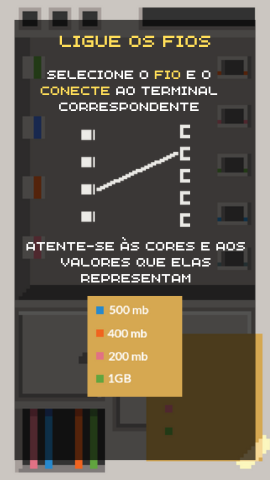 LIGUE OS FIOS
SELECIONE O FIO E O
CONECTE AO TERMINAL
CORRESPONDENTE
ATENTE-SE ÀS CORES E AOS
VALORES QUE ELAS
REPRESENTAM
500 mb
400 mb
200 mb
1GB